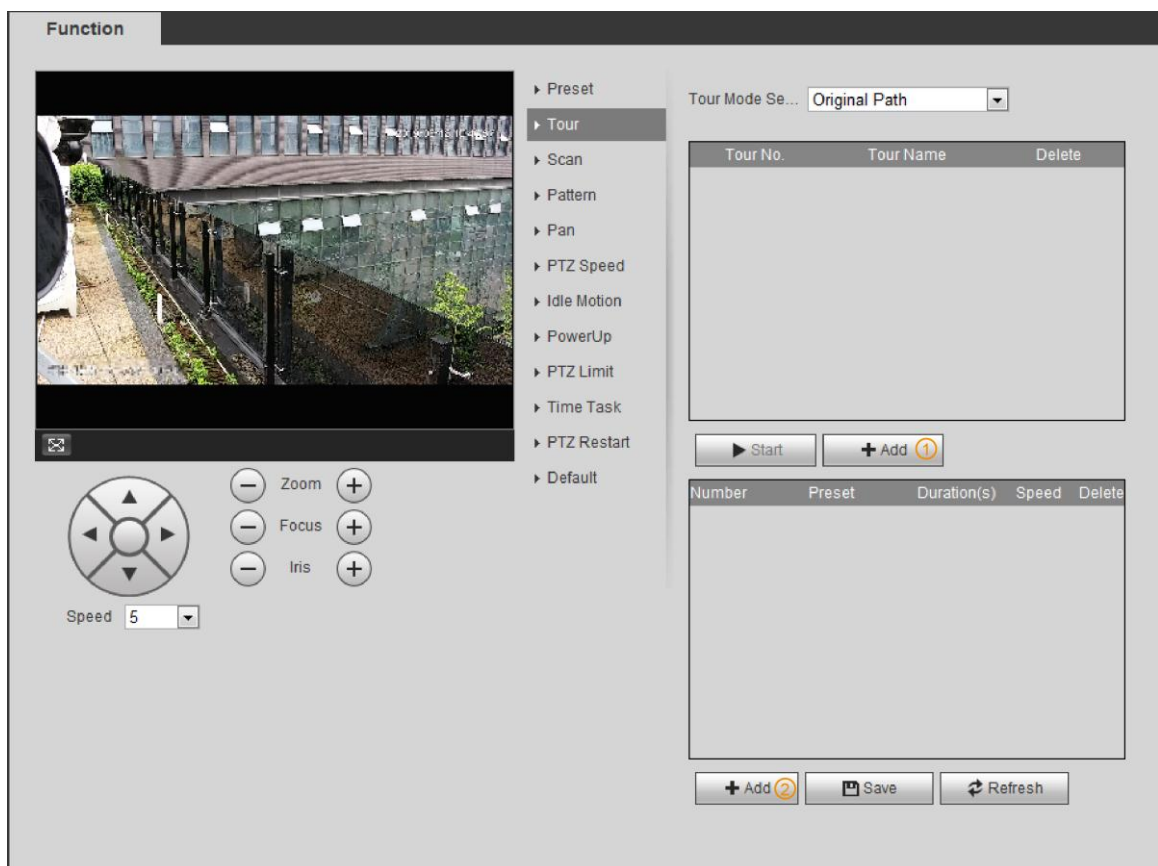 Function
Preset
Tour
Scan
Pattern
Pan
PTZ Speed
Idle Motion
PowerUp
PTZ Limit
Time Task
PTZ Restart
Default
Zoom
Focus
Iris
Speed 5
Tour Mode Se... Original Path
Tour No. Tour Name Delete
Start + Add 1
Number Preset Duration(s) Speed Delete
+ Add 2 Save Refresh